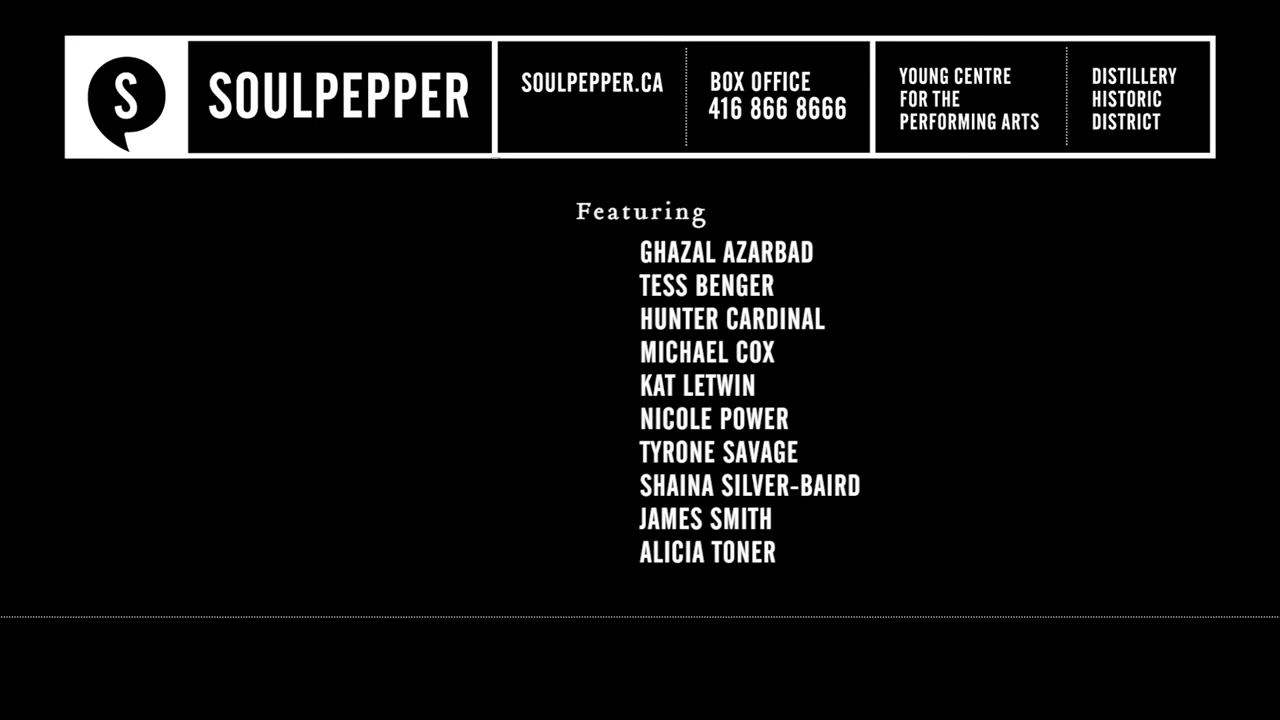 S
SOULPEPPER
SOULPEPPER.CA
BOX OFFICE
416 866 8666
YOUNG CENTRE
FOR THE
PERFORMING ARTS
DISTILLERY
HISTORIC
DISTRICT
Featuring
GHAZAL AZARBAD
TESS BENGER
HUNTER CARDINAL
MICHAEL COX
KAT LETWIN
NICOLE POWER
TYRONE SAVAGE
SHAINA SILVER-BAIRD
JAMES SMITH
ALICIA TONER